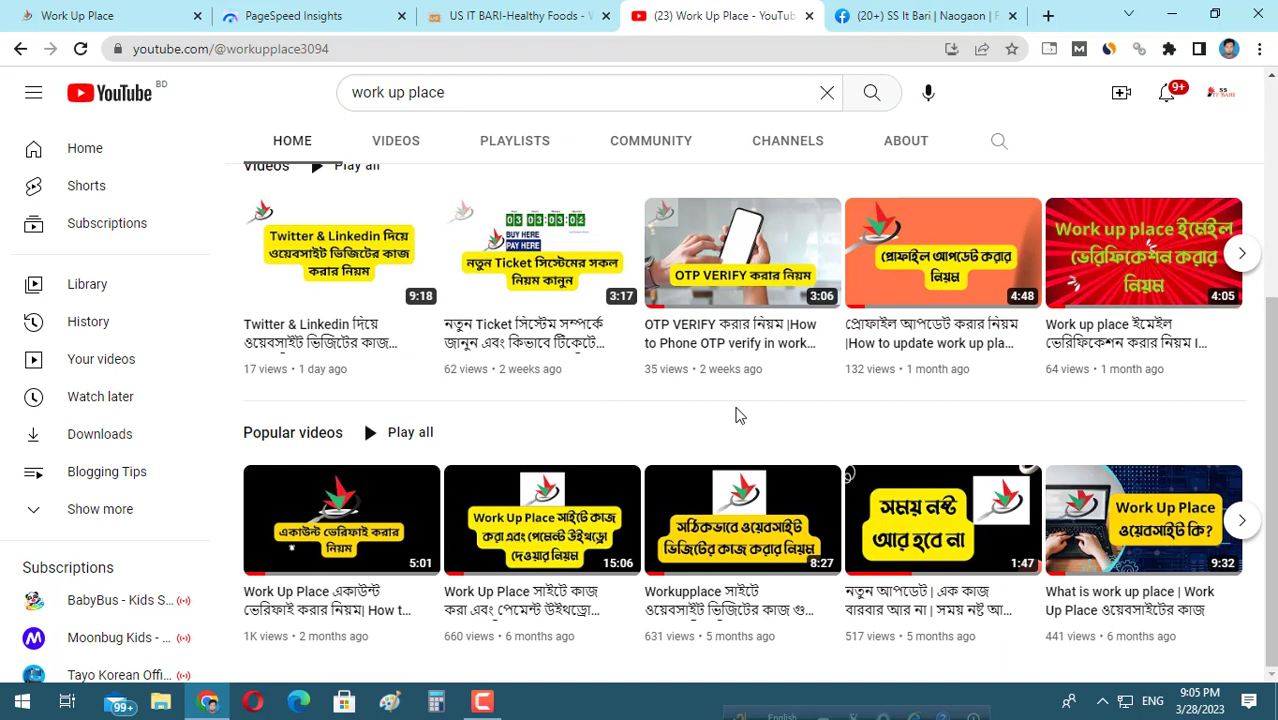 Work Up Place
PageSpeed Insights
US IT BARI-Healthy Foods - W
(23) Work Up Place - YouTub
(20+) SS It Bari | Naogaon | F
youtube.com/@workupplace3094
YouTube BD
work up place
9+
SS
IT BARI
HOME VIDEOS PLAYLISTS COMMUNITY CHANNELS ABOUT
Home
Shorts
Subscriptions
Library
History
Your videos
Watch later
Downloads
Blogging Tips
Show more
Subscriptions
BabyBus - Kids S...
Moonbug Kids - ...
Tayo Korean Offi...
Videos Play all
Twitter & Linkedin দিয়ে
ওয়েবসাইট ভিজিটের কাজ
করার নিয়ম
9:18
Twitter & Linkedin দিয়ে
ওয়েবসাইট ভিজিটের কাজ...
17 views • 1 day ago
03 03 03 02
BUY HERE
PAY HERE
নতুন Ticket সিস্টেমের সকল
নিয়ম কানুন
3:17
নতুন Ticket সিস্টেম সম্পর্কে
জানুন এবং কিভাবে টিকেটে...
62 views • 2 weeks ago
OTP VERIFY করার নিয়ম
3:06
OTP VERIFY করার নিয়ম |How
to Phone OTP verify in work...
35 views • 2 weeks ago
প্রোফাইল আপডেট করার
নিয়ম
4:48
প্রোফাইল আপডেট করার নিয়ম
|How to update work up pla...
132 views • 1 month ago
Work up place ইমেইল
ভেরিফিকেশন করার
নিয়ম
4:05
Work up place ইমেইল
ভেরিফিকেশন করার নিয়ম I...
64 views • 1 month ago
Popular videos Play all
একাউন্ট ভেরিফাই করার
নিয়ম
5:01
Work Up Place একাউন্ট
ভেরিফাই করার নিয়ম| How t...
1K views • 2 months ago
Work Up Place সাইটে কাজ
করা এবং পেমেন্ট উইথড্রো
দেওয়ার নিয়ম
15:06
Work Up Place সাইটে কাজ
করা এবং পেমেন্ট উইথড্রো...
660 views • 6 months ago
সঠিকভাবে ওয়েবসাইট
ভিজিটের কাজ করার নিয়ম
8:27
Workupplace সাইটে
ওয়েবসাইট ভিজিটের কাজ গু...
631 views • 5 months ago
সময় নষ্ট
আর হবে না
1:47
নতুন আপডেট | এক কাজ
বারবার আর না | সময় নষ্ট আ...
517 views • 5 months ago
Work Up Place
ওয়েবসাইট কি?
9:32
What is work up place | Work
Up Place ওয়েবসাইটের কাজ
441 views • 6 months ago
99+
English
ENG
9:05 PM
3/28/2023